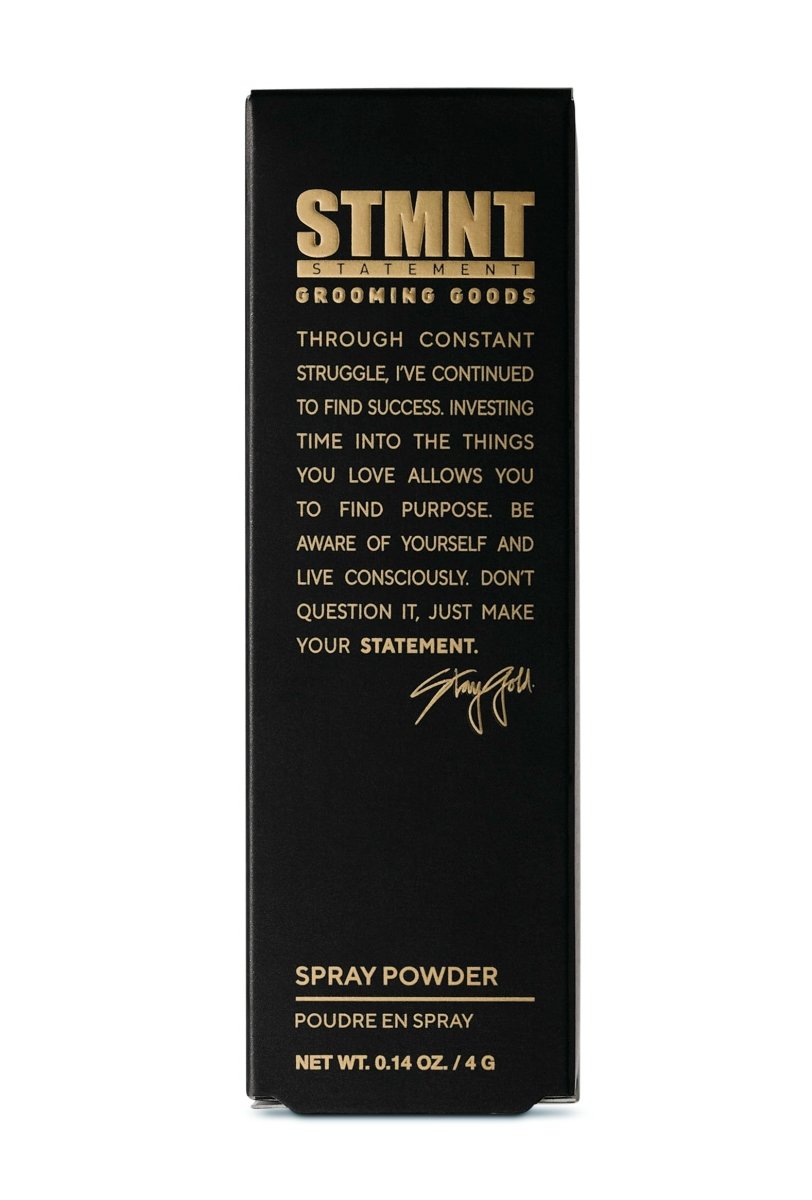 STMNT
STATEMENT
GROOMING GOODS
THROUGH CONSTANT
STRUGGLE, I'VE CONTINUED
TO FIND SUCCESS. INVESTING
TIME INTO THE THINGS
YOU LOVE ALLOWS YOU
TO FIND PURPOSE. BE
AWARE OF YOURSELF AND
LIVE CONSCIOUSLY. DON'T
QUESTION IT, JUST MAKE
YOUR STATEMENT.
Stay Gold.
SPRAY POWDER
POUDRE EN SPRAY
NET WT. 0.14 OZ. / 4 G